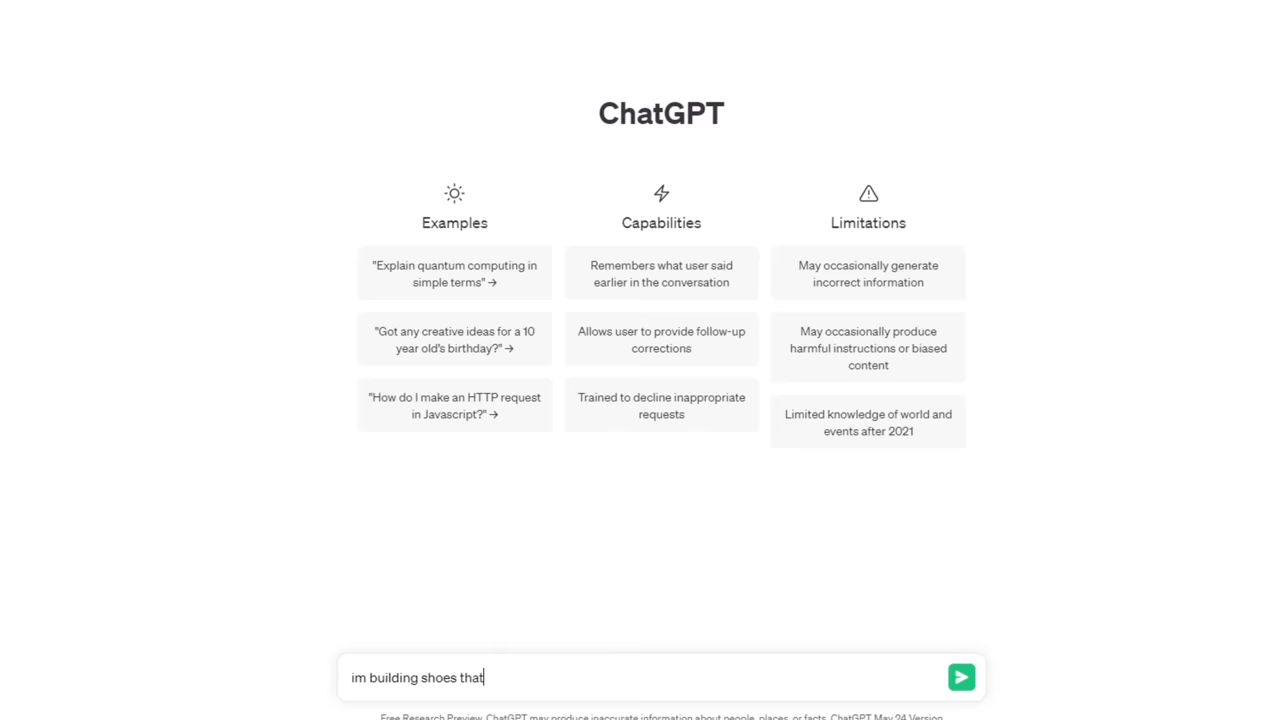 ChatGPT
Examples
Capabilities
Limitations
"Explain quantum computing in
simple terms" →
Remembers what user said
earlier in the conversation
May occasionally generate
incorrect information
"Got any creative ideas for a 10
year old's birthday?" →
Allows user to provide follow-up
corrections
May occasionally produce
harmful instructions or biased
content
"How do I make an HTTP request
in Javascript?" →
Trained to decline inappropriate
requests
Limited knowledge of world and
events after 2021
im building shoes that
Free Research Preview. ChatGPT may produce inaccurate information about people, places, or facts. ChatGPT May 24 Version